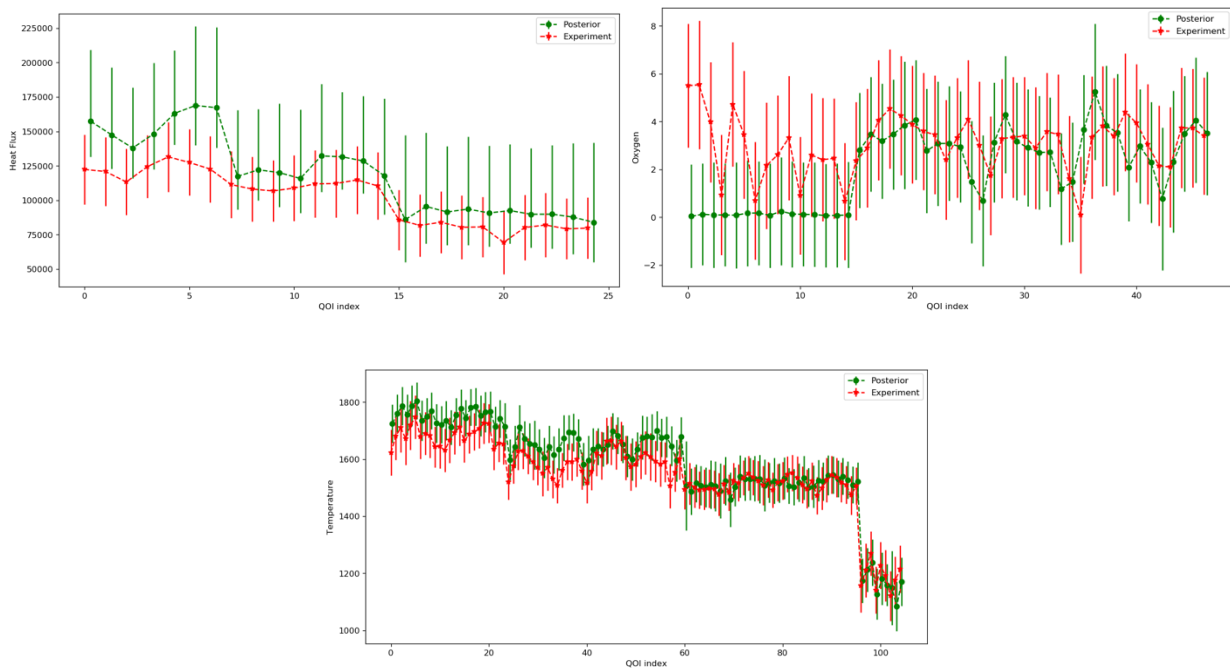 225000
200000
175000
150000
125000
100000
75000
50000
Heat Flux
0 5 10 15 20 25
QOI index
Posterior
Experiment
8
6
4
2
0
−2
Oxygen
0 10 20 30 40
QOI index
Posterior
Experiment
1800
1600
1400
1200
1000
Temperature
0 20 40 60 80 100
QOI index
Posterior
Experiment